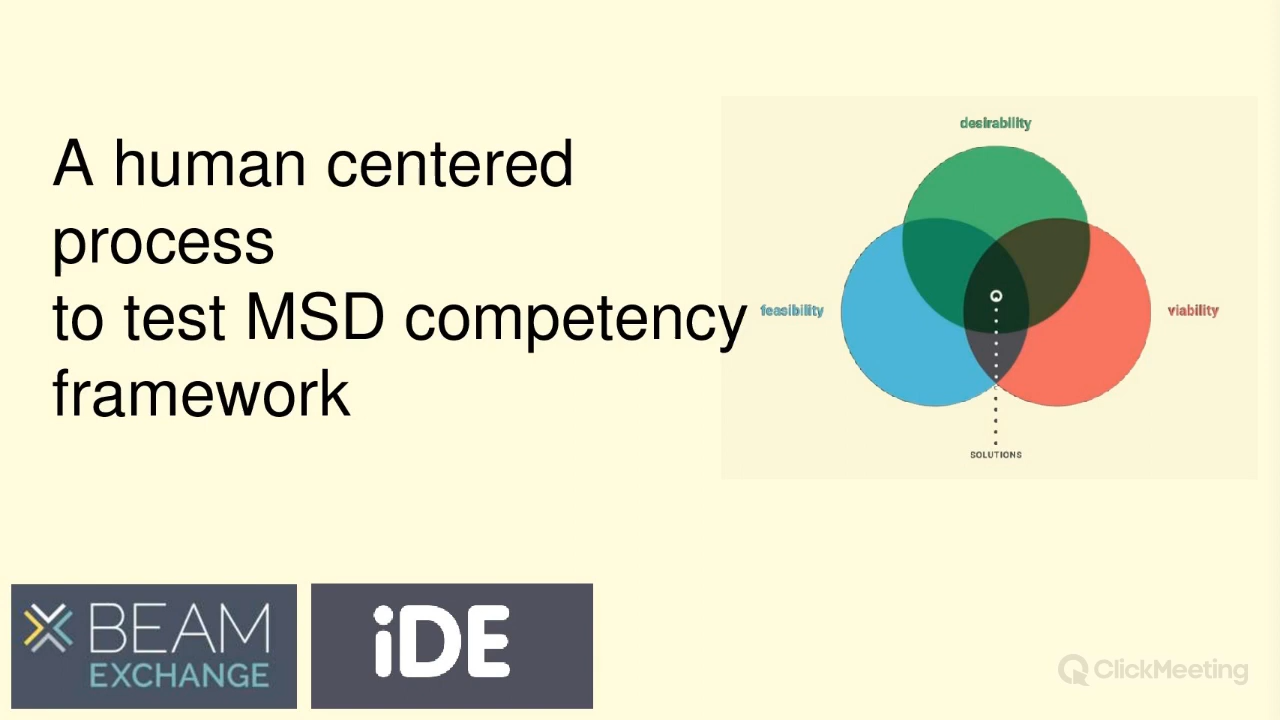 A human centered
process
to test MSD competency
framework
desirability
feasibility
viability
SOLUTIONS
BEAM
EXCHANGE
iDE
ClickMeeting